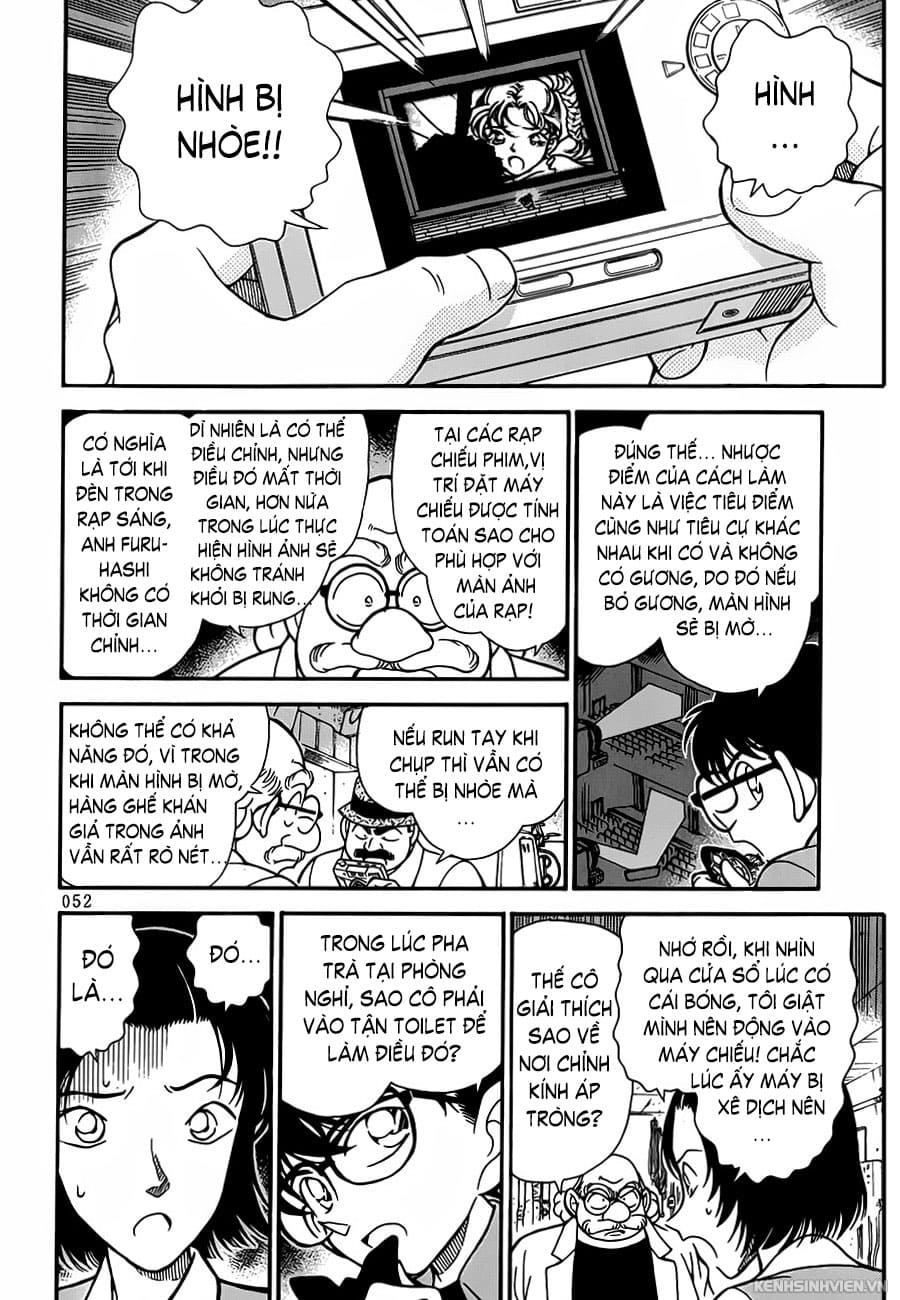 HÌNH
...
HÌNH BỊ
NHÒE!!
ĐÚNG THẾ... NHƯỢC
ĐIỂM CỦA CÁCH LÀM
NÀY LÀ VIỆC TIÊU ĐIỂM
CŨNG NHƯ TIÊU CỰ KHÁC
NHAU KHI CÓ VÀ KHÔNG
CÓ GƯƠNG, DO ĐÓ NẾU
BỎ GƯƠNG, MÀN HÌNH
SẼ BỊ MỜ...
TẠI CÁC RẠP
CHIẾU PHIM,VỊ
TRÍ ĐẶT MÁY
CHIẾU ĐƯỢC TÍNH
TOÁN SAO CHO
PHÙ HỢP VỚI
MÀN ẢNH
CỦA RẠP!
DĨ NHIÊN LÀ CÓ THỂ
ĐIỀU CHỈNH, NHƯNG
ĐIỀU ĐÓ MẤT THỜI
GIAN, HƠN NỮA
TRONG LÚC THỰC
HIỆN HÌNH ẢNH SẼ
KHÔNG TRÁNH
KHỎI BỊ RUNG...
CÓ NGHĨA
LÀ TỚI KHI
ĐÈN TRONG
RẠP SÁNG,
ANH FURU-
HASHI
KHÔNG CÓ
THỜI GIAN
CHỈNH...
NẾU RUN TAY KHI
CHỤP THÌ VẪN CÓ
THỂ BỊ NHÒE MÀ
...
KHÔNG THỂ CÓ KHẢ
NĂNG ĐÓ, VÌ TRONG
KHI MÀN HÌNH BỊ MỜ,
HÀNG GHẾ KHÁN
GIẢ TRONG ẢNH
VẪN RẤT RÕ NÉT...
052
NHỚ RỒI, KHI NHÌN
QUA CỬA SỔ LÚC CÓ
CÁI BÓNG, TÔI GIẬT
MÌNH NÊN ĐỘNG VÀO
MÁY CHIẾU! CHẮC
LÚC ẤY MÁY BỊ
XÊ DỊCH NÊN
...
THẾ CÔ
GIẢI THÍCH
SAO VỀ
NƠI CHỈNH
KÍNH ÁP
TRÒNG?
TRONG LÚC PHA
TRÀ TẠI PHÒNG
NGHỈ, SAO CÔ PHẢI
VÀO TẬN TOILET ĐỂ
LÀM ĐIỀU ĐÓ?
ĐÓ...
ĐÓ
LÀ...
KENHSINHVIEN.VN